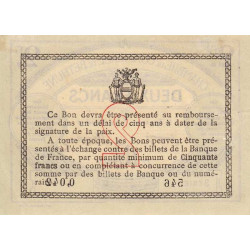 Ce Bon devra être présenté au rembourse-
ment dans un délai de cinq ans à dater de la
signature de la paix.
A toute époque, les Bons peuvent être pré-
sentés à l'échange contre des billets de la Banque
de France, par quantité minimum de Cinquante
francs ou en complétant à concurrence de cette
somme par des billets de Banque ou du numé-
raire.